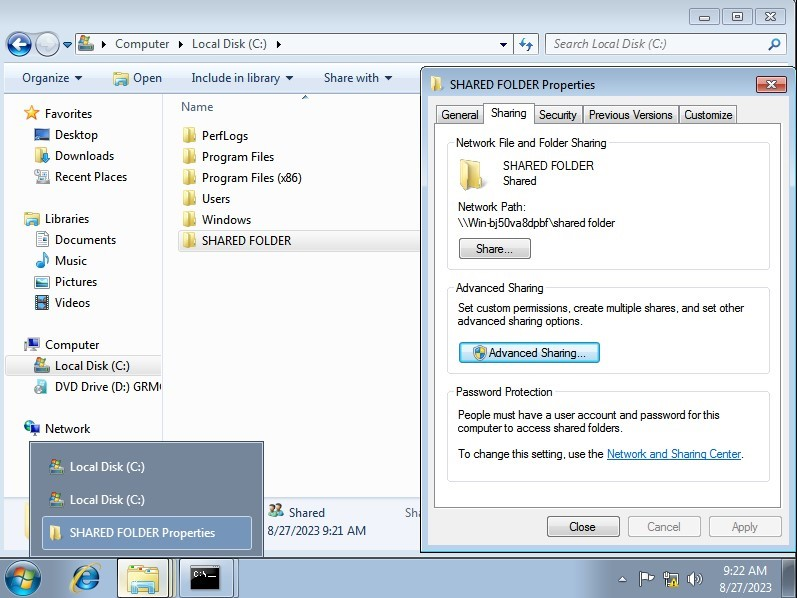 Computer
Local Disk (C:)
Search Local Disk (C:)
Organize
Open
Include in library
Share with
Favorites
Desktop
Downloads
Recent Places
Libraries
Documents
Music
Pictures
Videos
Computer
Local Disk (C:)
DVD Drive (D:) GRM
Network
Name
PerfLogs
Program Files
Program Files (x86)
Users
Windows
SHARED FOLDER
Shared
8/27/2023 9:21 AM
Sha
SHARED FOLDER Properties
General
Sharing
Security
Previous Versions
Customize
Network File and Folder Sharing
SHARED FOLDER
Shared
Network Path:
\\Win-bj50va8dpbf\shared folder
Share...
Advanced Sharing
Set custom permissions, create multiple shares, and set other
advanced sharing options.
Advanced Sharing...
Password Protection
People must have a user account and password for this
computer to access shared folders.
To change this setting, use the Network and Sharing Center.
Close
Cancel
Apply
Local Disk (C:)
Local Disk (C:)
SHARED FOLDER Properties
C:\.
9:22 AM
8/27/2023